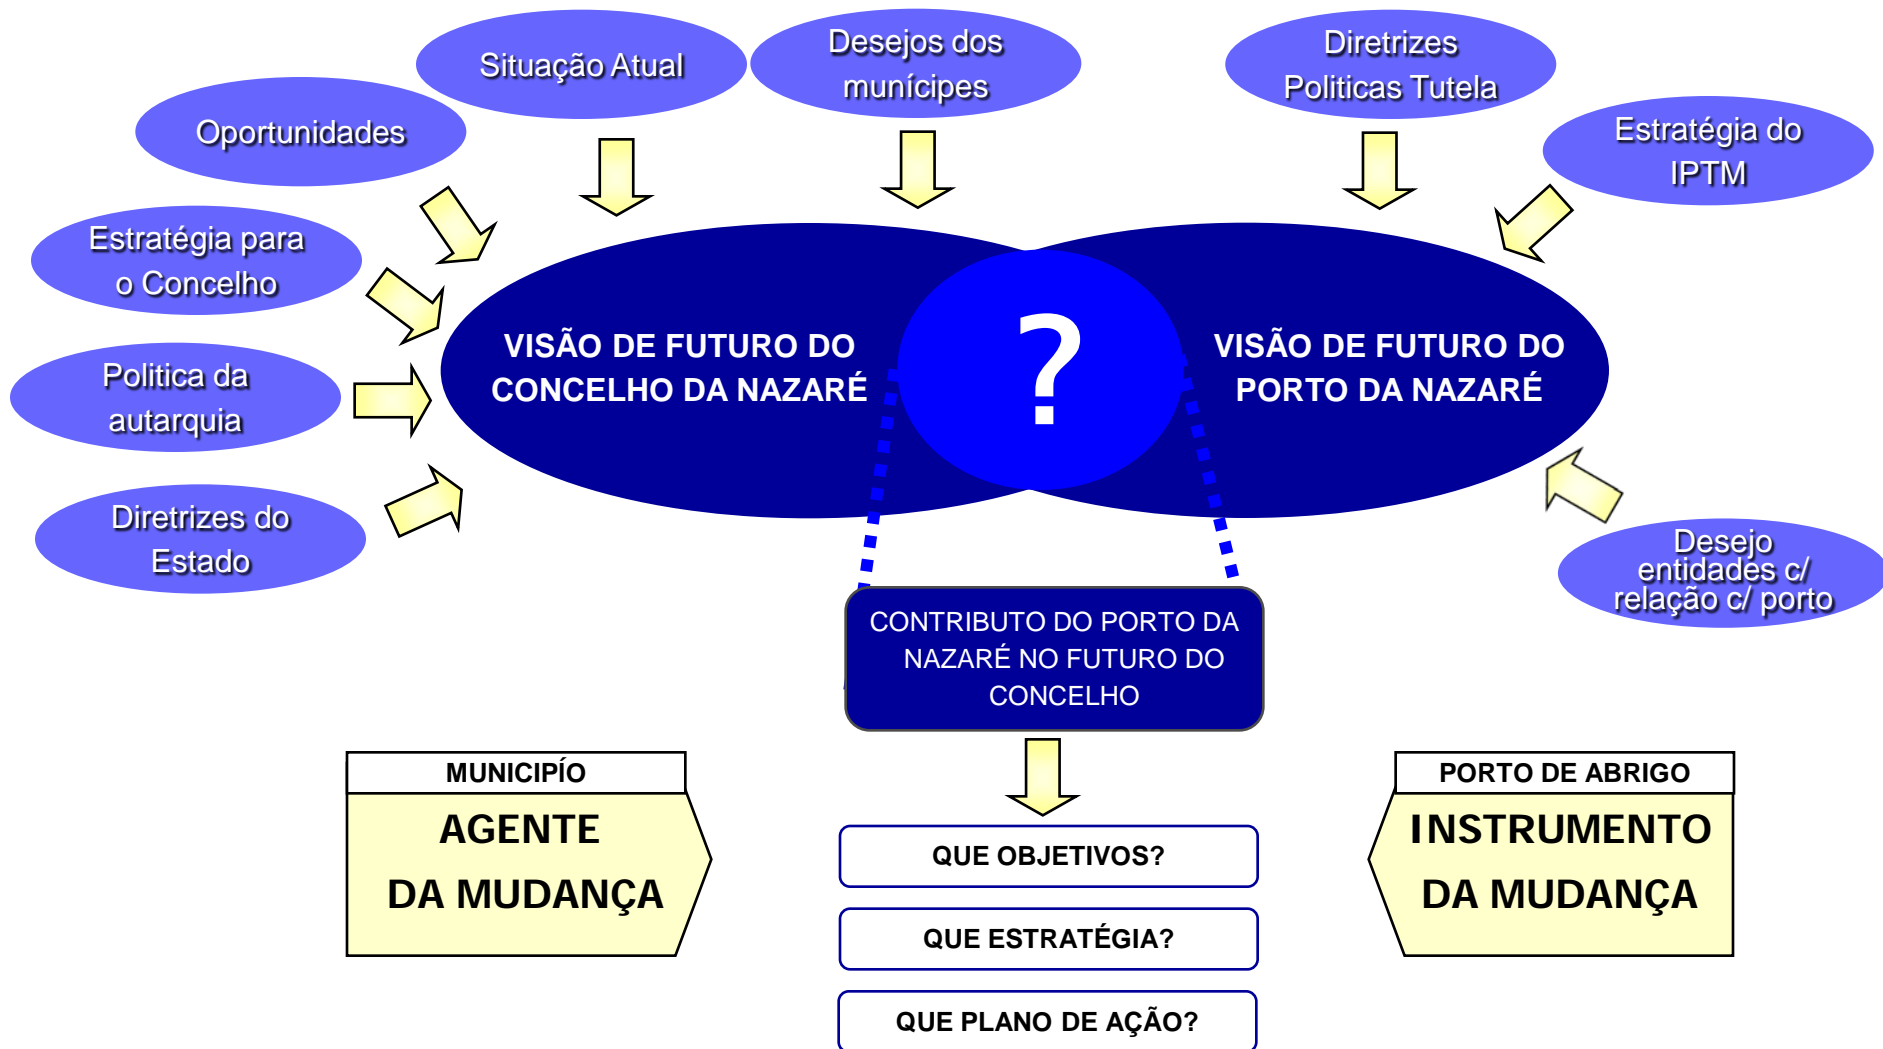 Situação Atual
Desejos dos
munícipes
Diretrizes
Politicas Tutela
Oportunidades
Estratégia do
IPTM
Estratégia para
o Concelho
Politica da
autarquia
Diretrizes do
Estado
VISÃO DE FUTURO DO
CONCELHO DA NAZARÉ
?
VISÃO DE FUTURO DO
PORTO DA NAZARÉ
Desejo
entidades c/
relação c/ porto
CONTRIBUTO DO PORTO DA
NAZARÉ NO FUTURO DO
CONCELHO
MUNICIPÍO
AGENTE
DA MUDANÇA
QUE OBJETIVOS?
QUE ESTRATÉGIA?
QUE PLANO DE AÇÃO?
PORTO DE ABRIGO
INSTRUMENTO
DA MUDANÇA